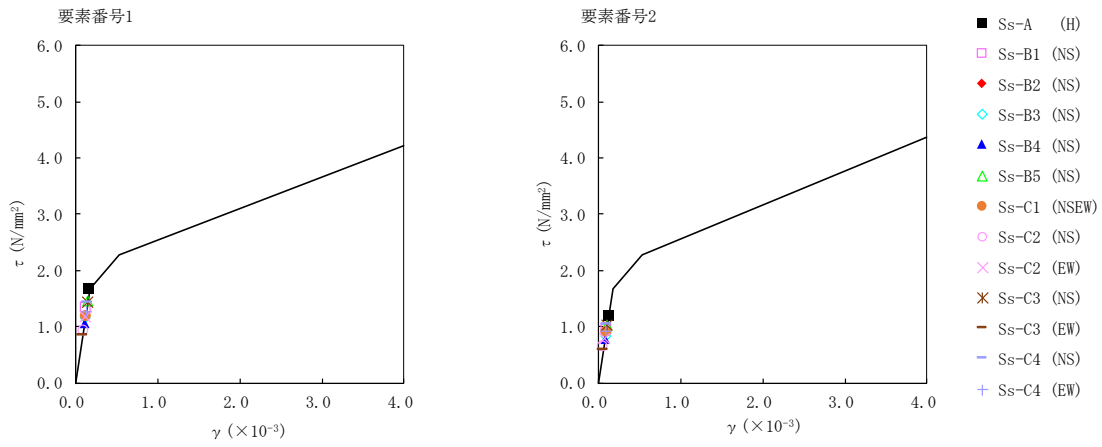 要素番号1
6.0
5.0
4.0
3.0
2.0
1.0
0.0
τ (N/mm²)
0.0 1.0 2.0 3.0 4.0
γ (×10⁻³)
要素番号2
6.0
5.0
4.0
3.0
2.0
1.0
0.0
τ (N/mm²)
0.0 1.0 2.0 3.0 4.0
γ (×10⁻³)
Ss-A (H)
Ss-B1 (NS)
Ss-B2 (NS)
Ss-B3 (NS)
Ss-B4 (NS)
Ss-B5 (NS)
Ss-C1 (NSEW)
Ss-C2 (NS)
Ss-C2 (EW)
Ss-C3 (NS)
Ss-C3 (EW)
Ss-C4 (NS)
Ss-C4 (EW)